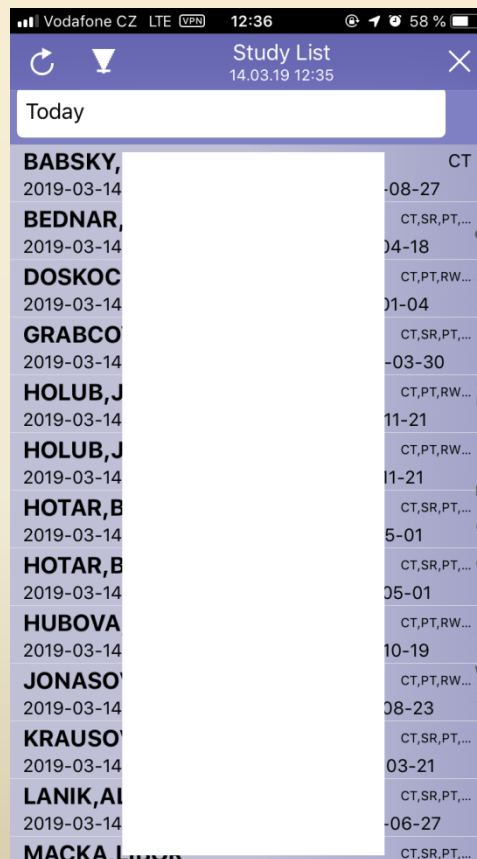 Vodafone CZ LTE VPN 12:36 58 %
Study List
14.03.19 12:35
Today
BABSKY, CT
2019-03-14 -08-27
BEDNAR, CT,SR,PT,...
2019-03-14 04-18
DOSKOC CT,PT,RW...
2019-03-14 01-04
GRABCO CT,SR,PT,...
2019-03-14 -03-30
HOLUB,J CT,PT,RW...
2019-03-14 11-21
HOLUB,J CT,PT,RW...
2019-03-14 11-21
HOTAR,B CT,SR,PT,...
2019-03-14 5-01
HOTAR,B CT,SR,PT,...
2019-03-14 05-01
HUBOVA CT,PT,RW...
2019-03-14 10-19
JONASO CT,PT,RW...
2019-03-14 08-23
KRAUSO CT,SR,PT,...
2019-03-14 03-21
LANIK,AL CT,SR,PT,...
2019-03-14 -06-27
MACKA CT,SR,PT,...